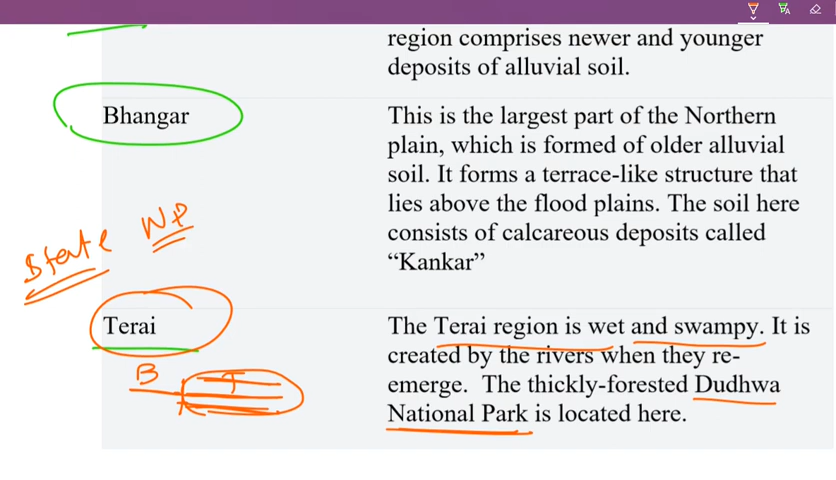 region comprises newer and younger
deposits of alluvial soil.
Bhangar
This is the largest part of the Northern
plain, which is formed of older alluvial
soil. It forms a terrace-like structure that
lies above the flood plains. The soil here
consists of calcareous deposits called
“Kankar”
State WP
Terai
The Terai region is wet and swampy. It is
created by the rivers when they re-
emerge. The thickly-forested Dudhwa
National Park is located here.
B
T